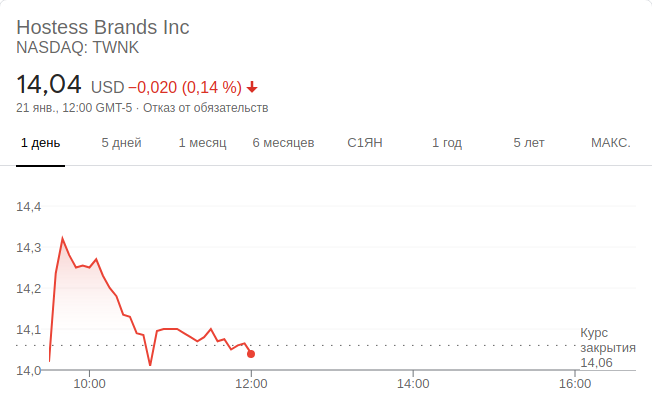 Hostess Brands Inc
NASDAQ: TWNK
14,04 USD −0,020 (0,14 %)
21 янв., 12:00 GMT-5 · Отказ от обязательств
1 день 5 дней 1 месяц 6 месяцев С1ЯН 1 год 5 лет МАКС.
14,4
14,3
14,2
14,1
14,0
Курс
закрытия
14,06
10:00 12:00 14:00 16:00